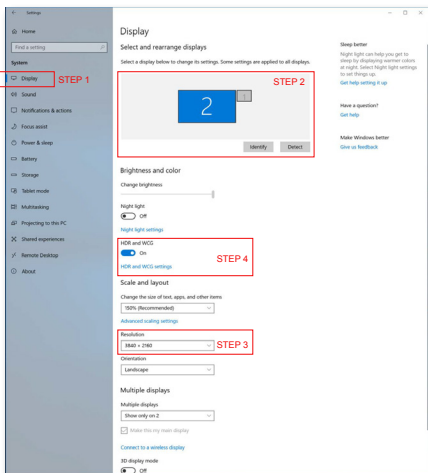 Settings
Home
Find a setting
System
Display
STEP 1
Sound
Notifications & actions
Focus assist
Power & sleep
Battery
Storage
Tablet mode
Multitasking
Projecting to this PC
Shared experiences
Remote Desktop
About
Display
Select and rearrange displays
Select a display below to change its settings. Some settings are applied to all displays.
STEP 2
2
1
Identify
Detect
Brightness and color
Change brightness
Night light
Off
Night light settings
HDR and WCG
On
HDR and WCG settings
STEP 4
Scale and layout
Change the size of text, apps, and other items
150% (Recommended)
Advanced scaling settings
Resolution
3840 × 2160
STEP 3
Orientation
Landscape
Multiple displays
Multiple displays
Show only on 2
Make this my main display
Connect to a wireless display
3D display mode
Off
Sleep better
Night light can help you get to
sleep by displaying warmer colors
at night. Select Night light settings
to set things up.
Get help setting it up
Have a question?
Get help
Make Windows better
Give us feedback